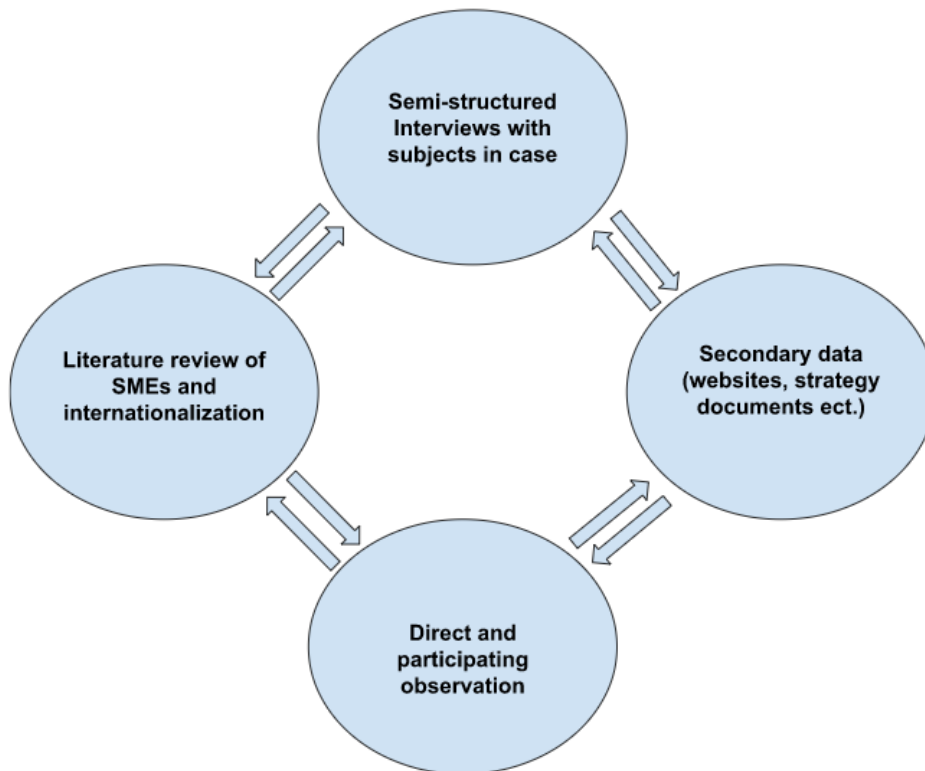 Semi-structured
Interviews with
subjects in case
Literature review of
SMEs and
internationalization
Secondary data
(websites, strategy
documents ect.)
Direct and
participating
observation